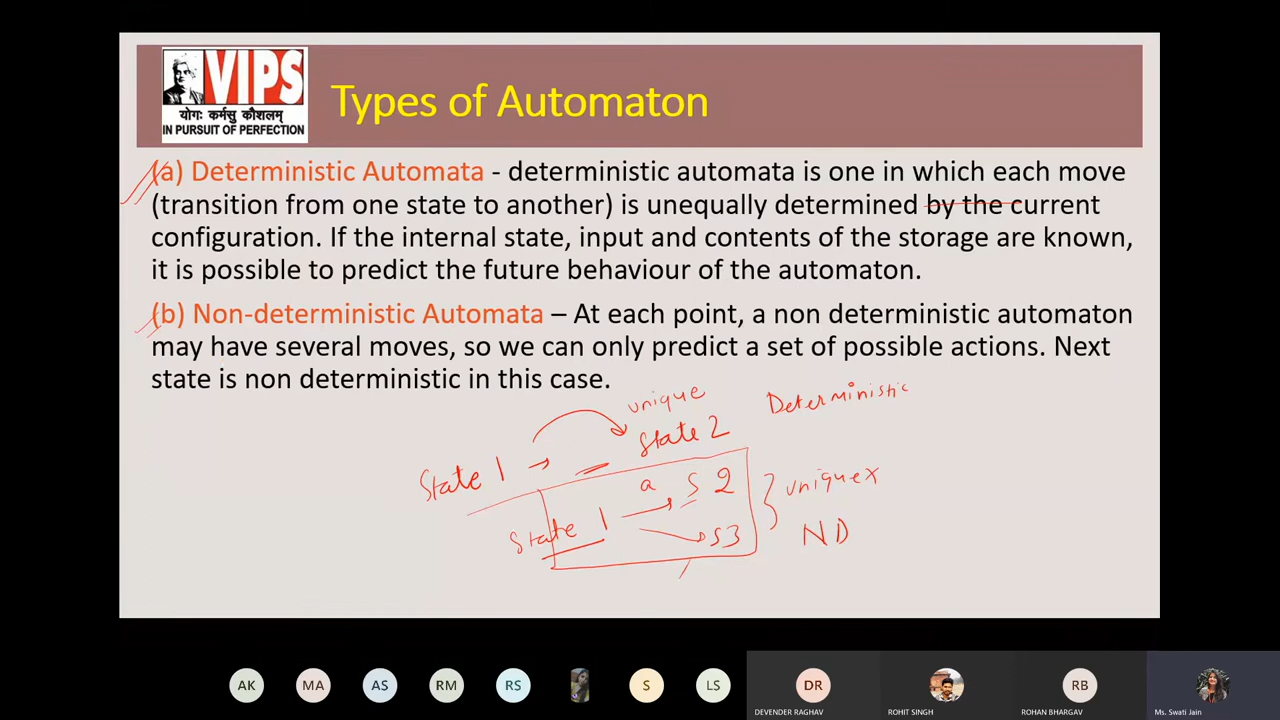 VIPS
योगः कर्मसु कौशलम्
IN PURSUIT OF PERFECTION
Types of Automaton
(a) Deterministic Automata - deterministic automata is one in which each move
(transition from one state to another) is unequally determined by the current
configuration. If the internal state, input and contents of the storage are known,
it is possible to predict the future behaviour of the automaton.
(b) Non-deterministic Automata – At each point, a non deterministic automaton
may have several moves, so we can only predict a set of possible actions. Next
state is non deterministic in this case.
unique
Deterministic
State 2
State 1
a S 2
unique x
State 1
S3
ND
AK MA AS RM RS S LS DR RB
DEVENDER RAGHAV ROHIT SINGH ROHAN BHARGAV Ms. Swati Jain